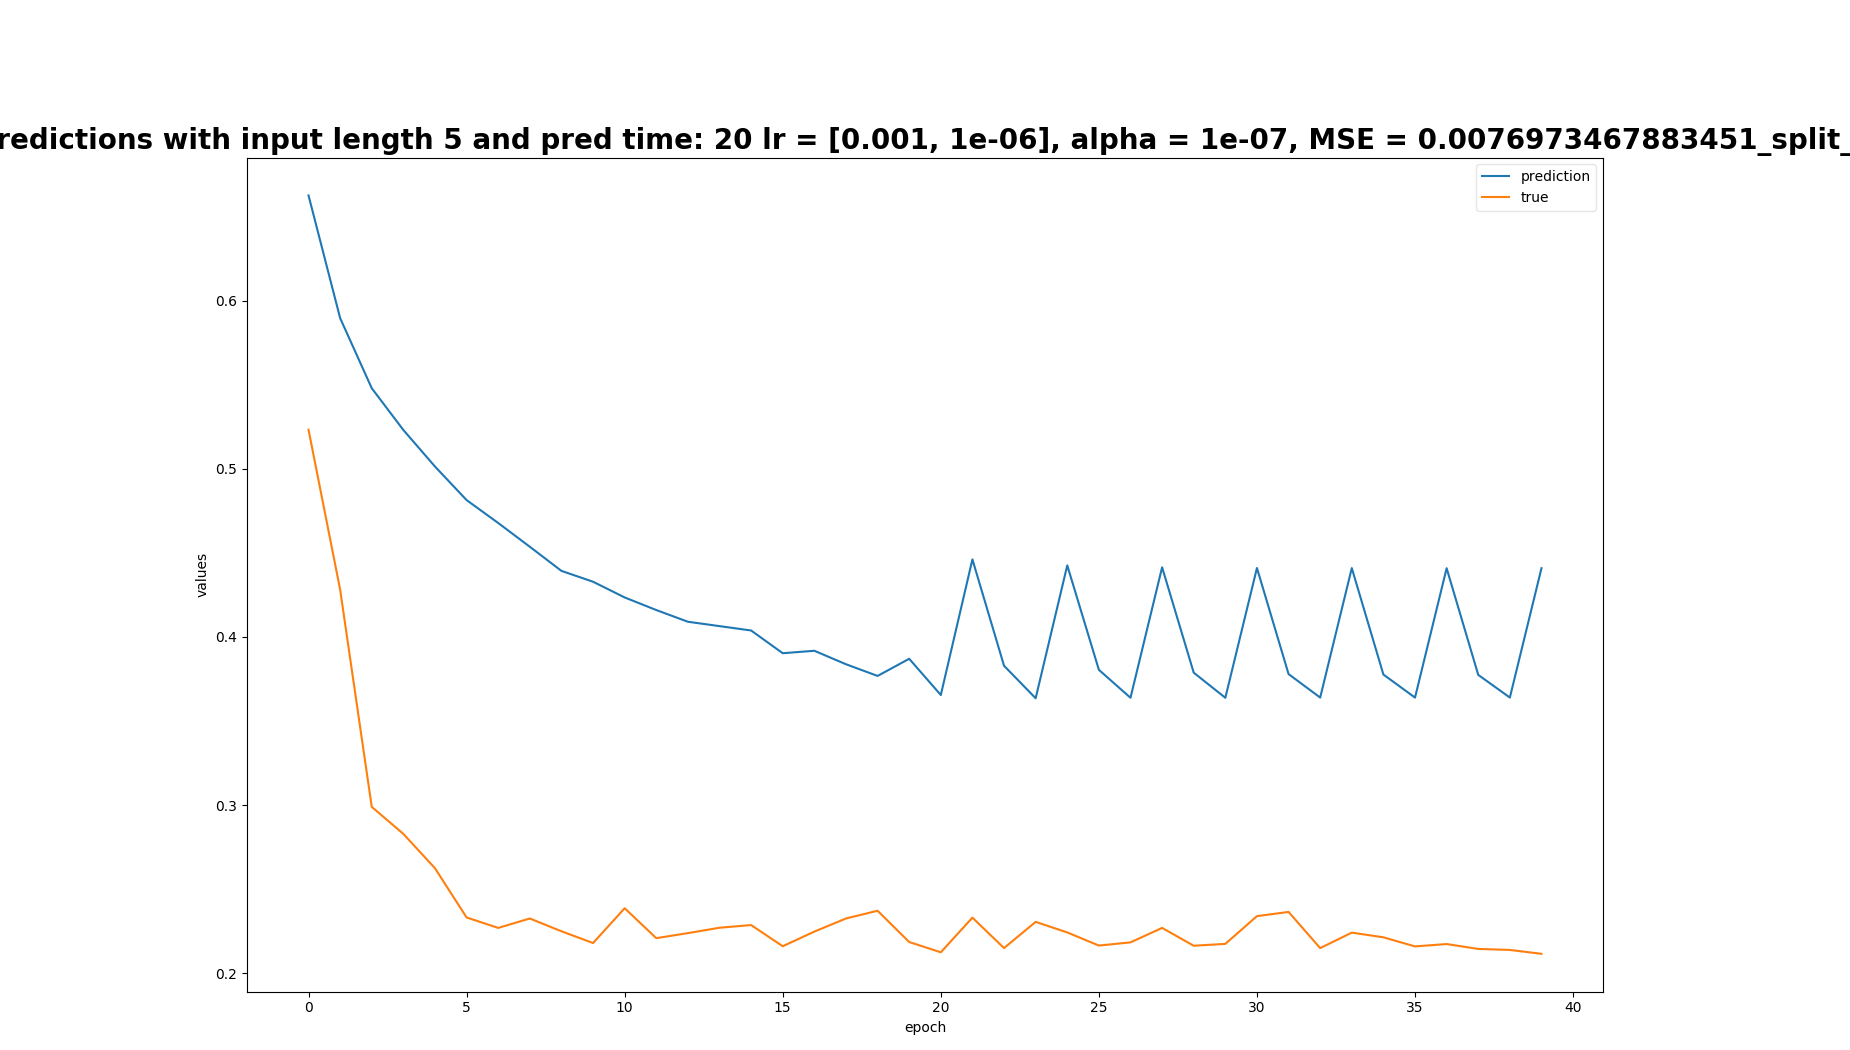 redictions with input length 5 and pred time: 20 lr = [0.001, 1e-06], alpha = 1e-07, MSE = 0.0076973467883451_split_
prediction
true
0.6
0.5
0.4
0.3
0.2
values
0 5 10 15 20 25 30 35 40
epoch